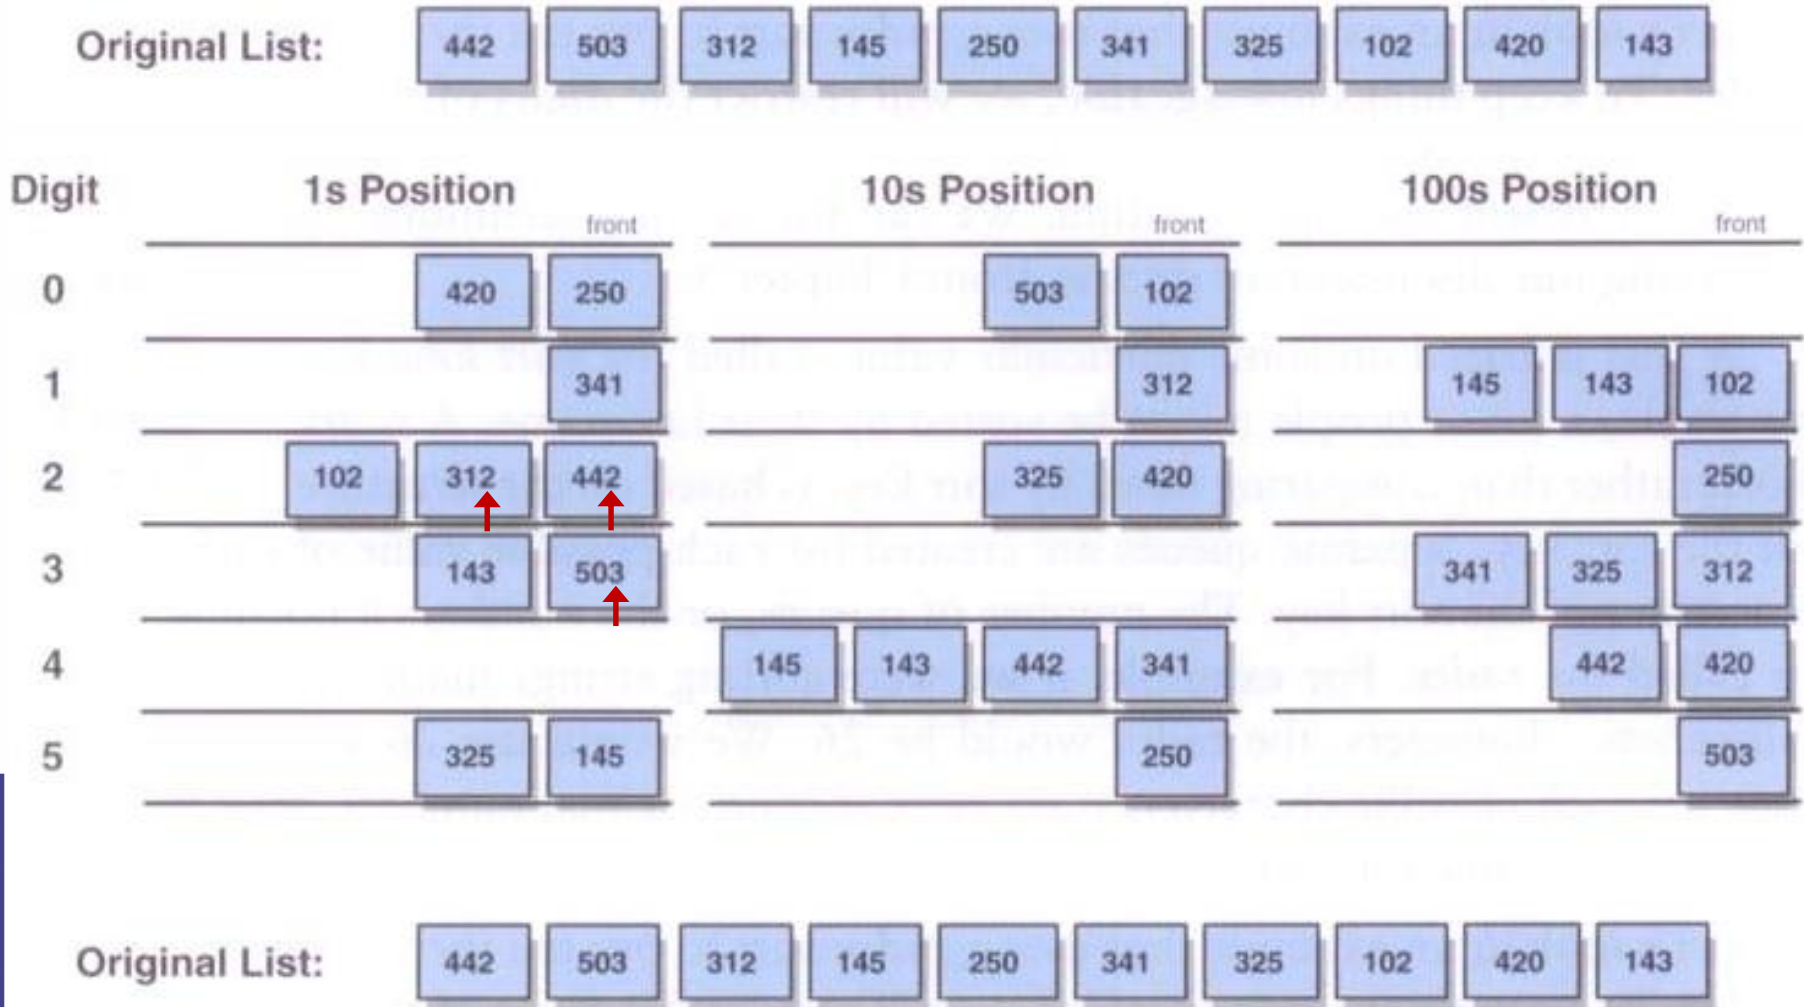 Original List: 442 503 312 145 250 341 325 102 420 143
Digit 1s Position 10s Position 100s Position
front front front
0 420 250 503 102
1 341 312 145 143 102
2 102 312 442 325 420 250
3 143 503 341 325 312
4 145 143 442 341 442 420
5 325 145 250 503
Original List: 442 503 312 145 250 341 325 102 420 143